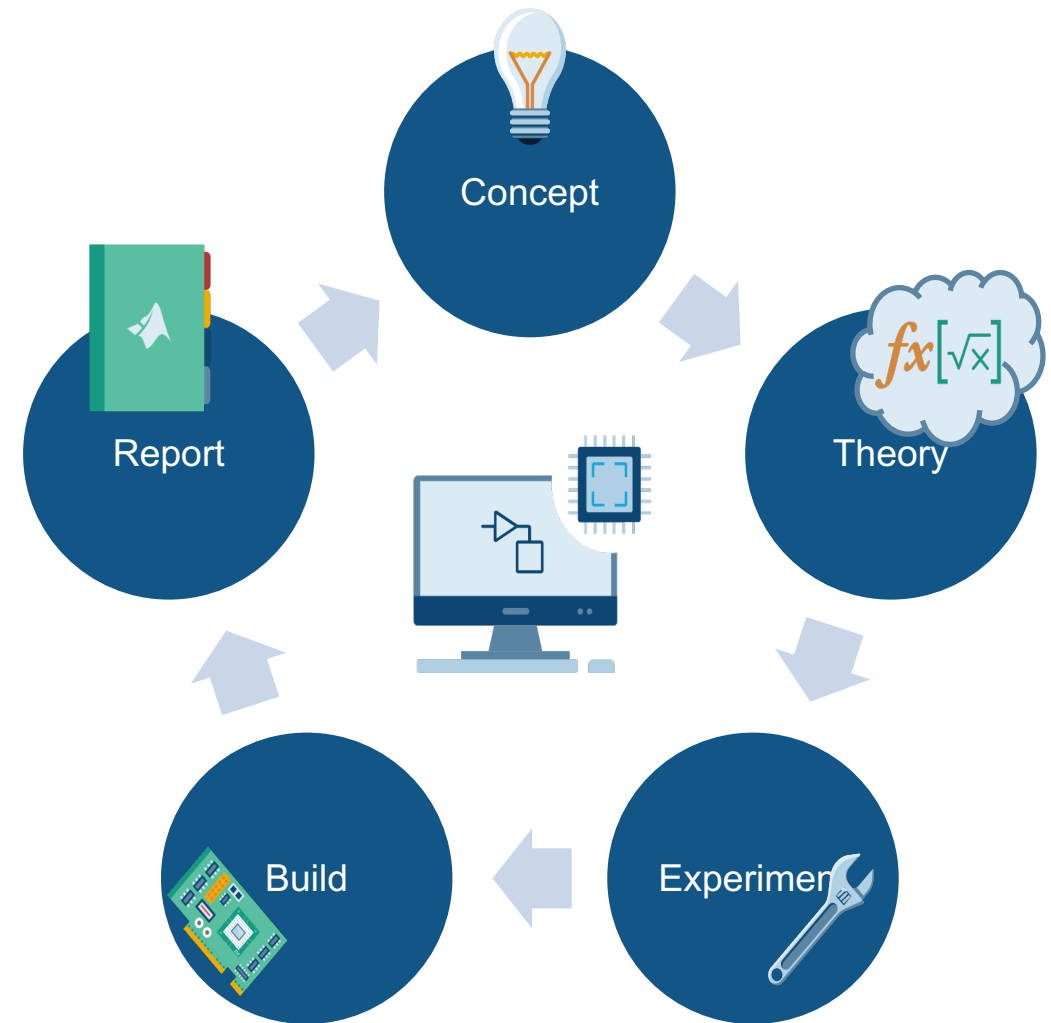 Concept
fx[√x]
Theory
Report
Build
Experimen